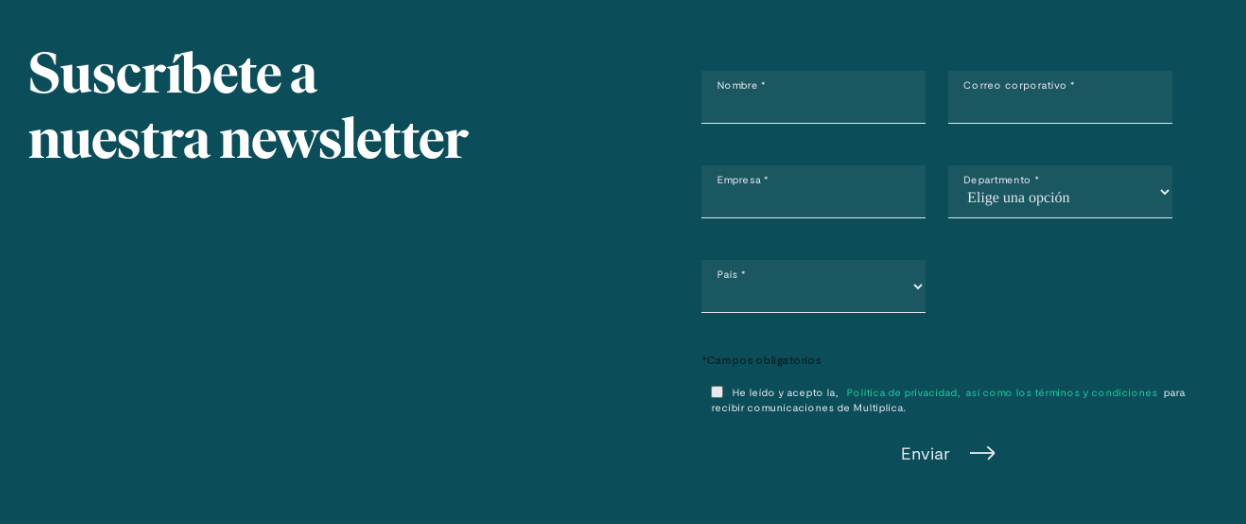 Suscríbete a
nuestra newsletter
Nombre *
Correo corporativo *
Empresa *
Departmento *
Elige una opción
País *
*Campos obligatorios
He leído y acepto la, Política de privacidad, así como los términos y condiciones para
recibir comunicaciones de Multiplica.
Enviar